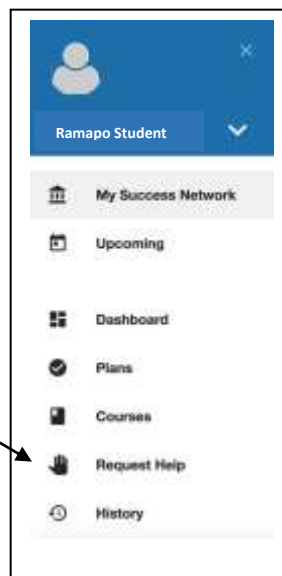 Ramapo Student
My Success Network
Upcoming
Dashboard
Plans
Courses
Request Help
History